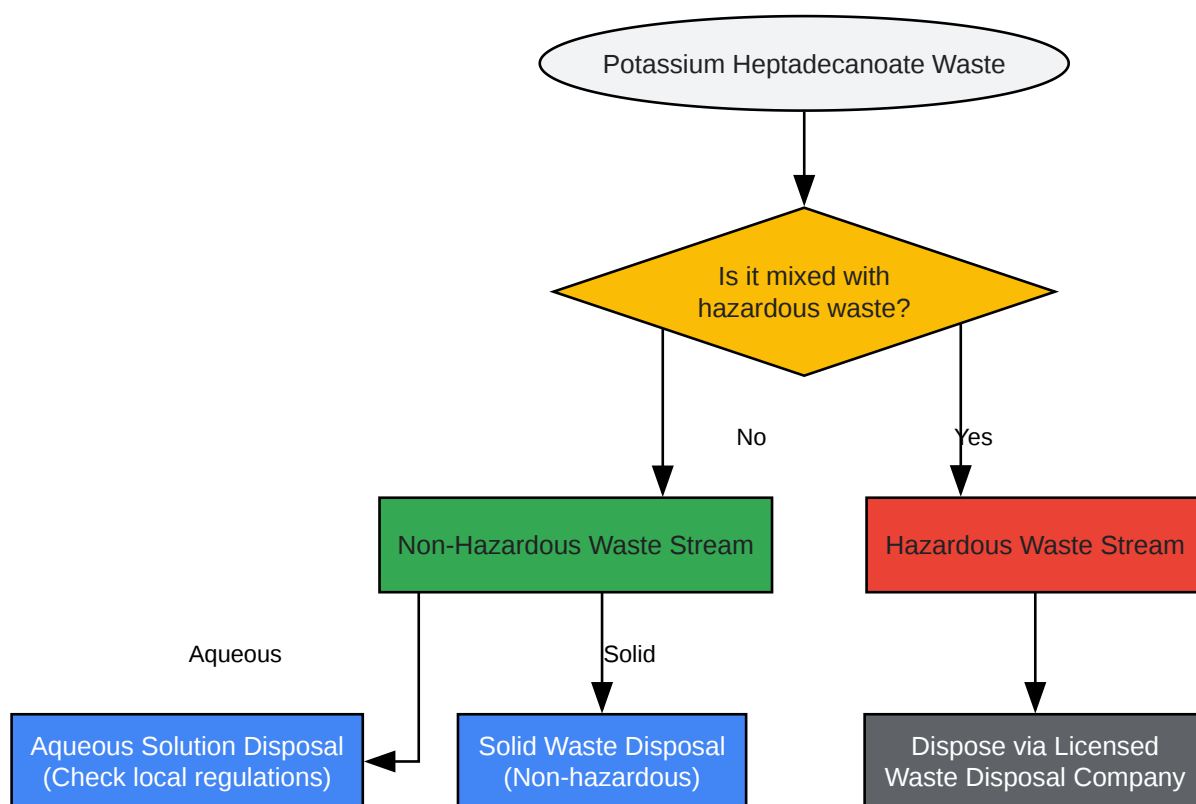 Potassium Heptadecanoate Waste
Is it mixed with
hazardous waste?
No
Yes
Non-Hazardous Waste Stream
Hazardous Waste Stream
Aqueous
Solid
Aqueous Solution Disposal
(Check local regulations)
Solid Waste Disposal
(Non-hazardous)
Dispose via Licensed
Waste Disposal Company